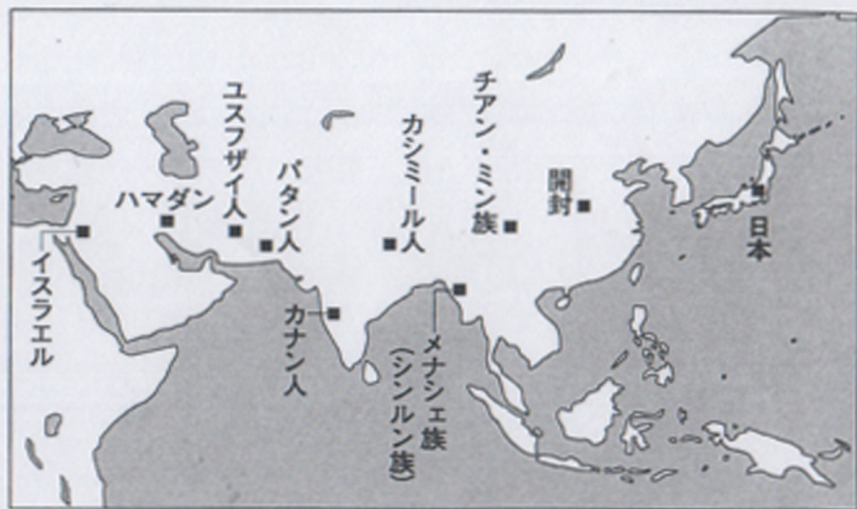 イスラエル
ハマダン
ユスフザイ人
パタン人
カナン人
カシミール人
メナシェ族
(シンルン族)
チアン・ミン族
開封
日本